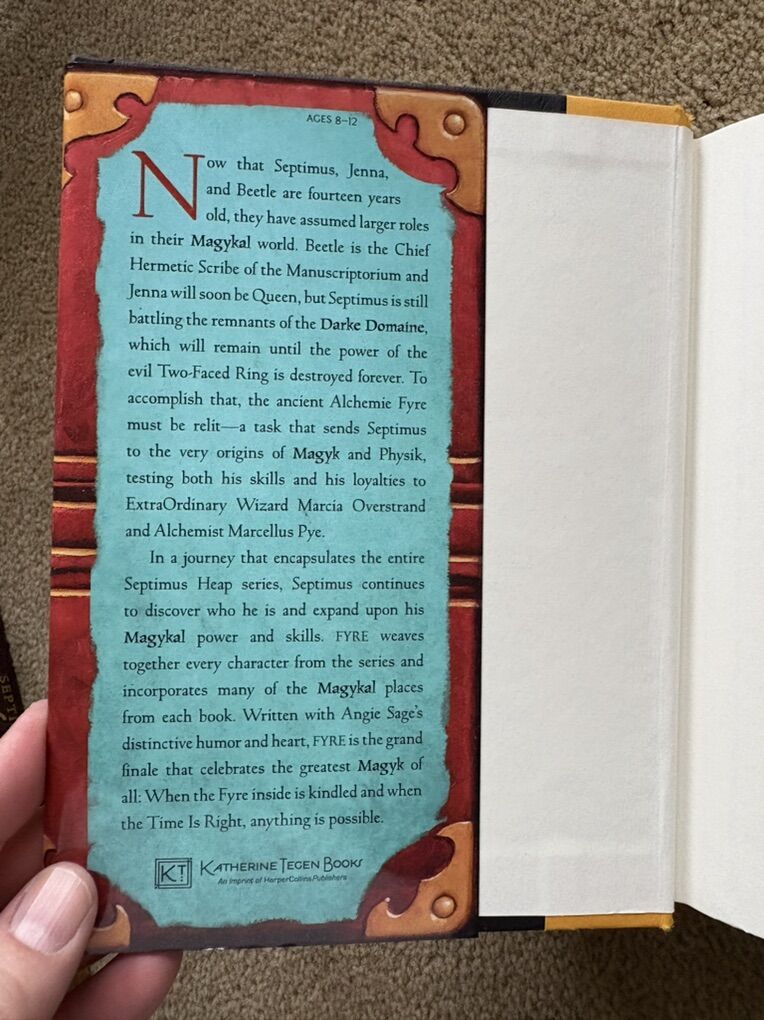 AGES 8–12
Now that Septimus, Jenna,
and Beetle are fourteen years
old, they have assumed larger roles
in their Magykal world. Beetle is the Chief
Hermetic Scribe of the Manuscriptorium and
Jenna will soon be Queen, but Septimus is still
battling the remnants of the Darke Domaine,
which will remain until the power of the
evil Two-Faced Ring is destroyed forever. To
accomplish that, the ancient Alchemie Fyre
must be relit—a task that sends Septimus
to the very origins of Magyk and Physik,
testing both his skills and his loyalties to
ExtraOrdinary Wizard Marcia Overstrand
and Alchemist Marcellus Pye.
In a journey that encapsulates the entire
Septimus Heap series, Septimus continues
to discover who he is and expand upon his
Magykal power and skills. FYRE weaves
together every character from the series and
incorporates many of the Magykal places
from each book. Written with Angie Sage's
distinctive humor and heart, FYRE is the grand
finale that celebrates the greatest Magyk of
all: When the Fyre inside is kindled and when
the Time Is Right, anything is possible.
KT KATHERINE TEGEN BOOKS
An Imprint of HarperCollinsPublishers
SEPTI